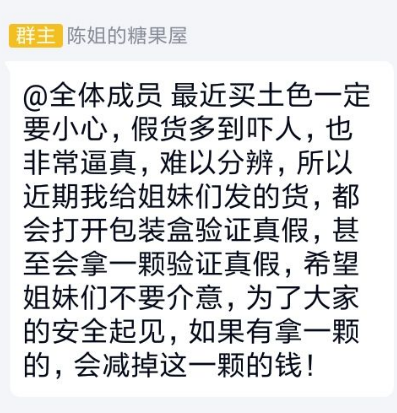 群主 陈姐的糖果屋
@全体成员 最近买土色一定
要小心，假货多到吓人，也
非常逼真，难以分辨，所以
近期我给姐妹们发的货，都
会打开包装盒验证真假，甚
至会拿一颗验证真假，希望
姐妹们不要介意，为了大家
的安全起见，如果有拿一颗
的，会减掉这一颗的钱！